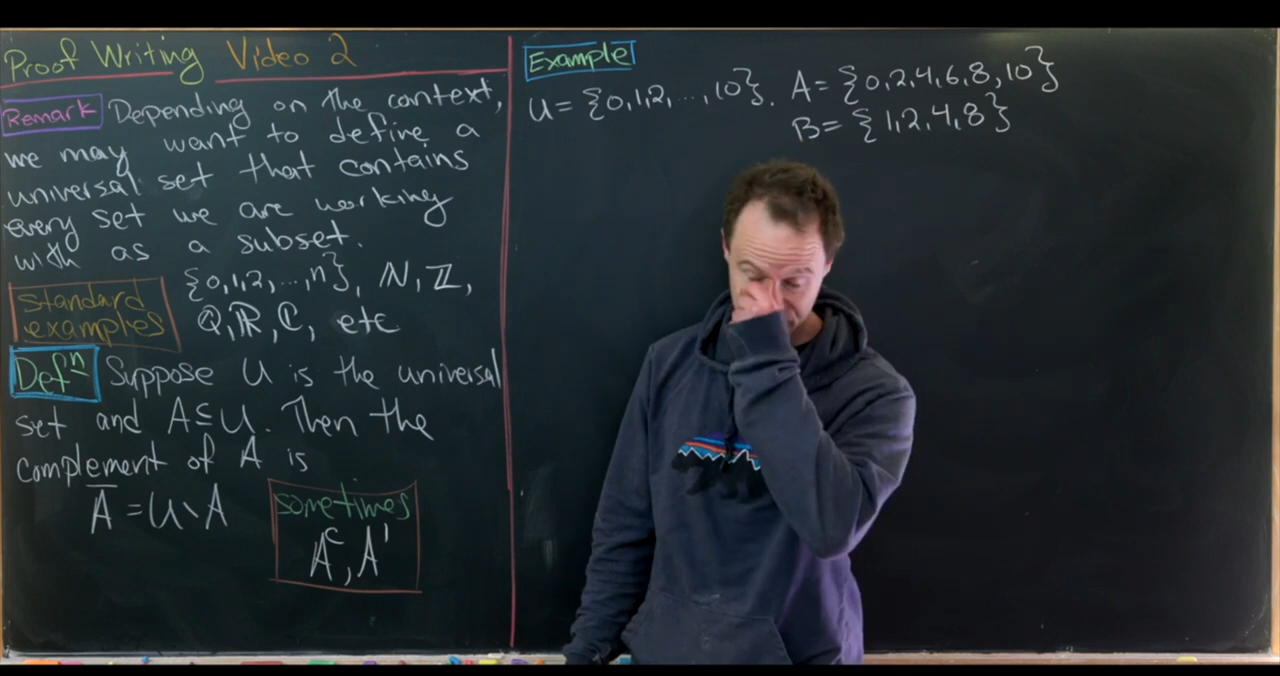 Proof Writing Video 2
Remark Depending on the context,
we may want to define a
universal set that contains
every set we are working
with as a subset.
standard examples {0,1,2,...,n}, ℕ, ℤ,
ℚ, ℝ, ℂ, etc
Defⁿ Suppose U is the universal
set and A⊆U. Then the
complement of A is
A̅ = U∖A
sometimes
Aᶜ, A'
Example
U = {0,1,2,...,10}. A = {0,2,4,6,8,10}
B = {1,2,4,8}